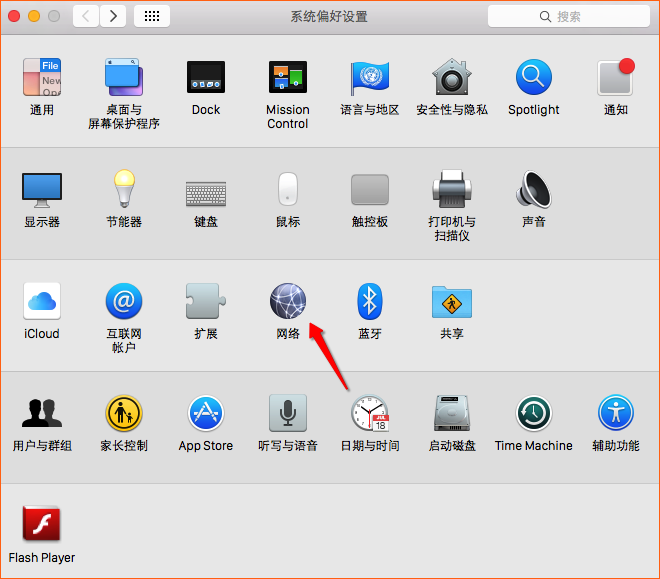 系统偏好设置
搜索
File
New
Ope
通用
桌面与
屏幕保护程序
Dock
Mission
Control
语言与地区
安全性与隐私
Spotlight
通知
显示器
节能器
键盘
鼠标
触控板
打印机与
扫描仪
声音
iCloud
@
互联网
帐户
扩展
网络
蓝牙
共享
用户与群组
家长控制
App Store
听写与语音
JUL
18
日期与时间
启动磁盘
Time Machine
辅助功能
Flash Player